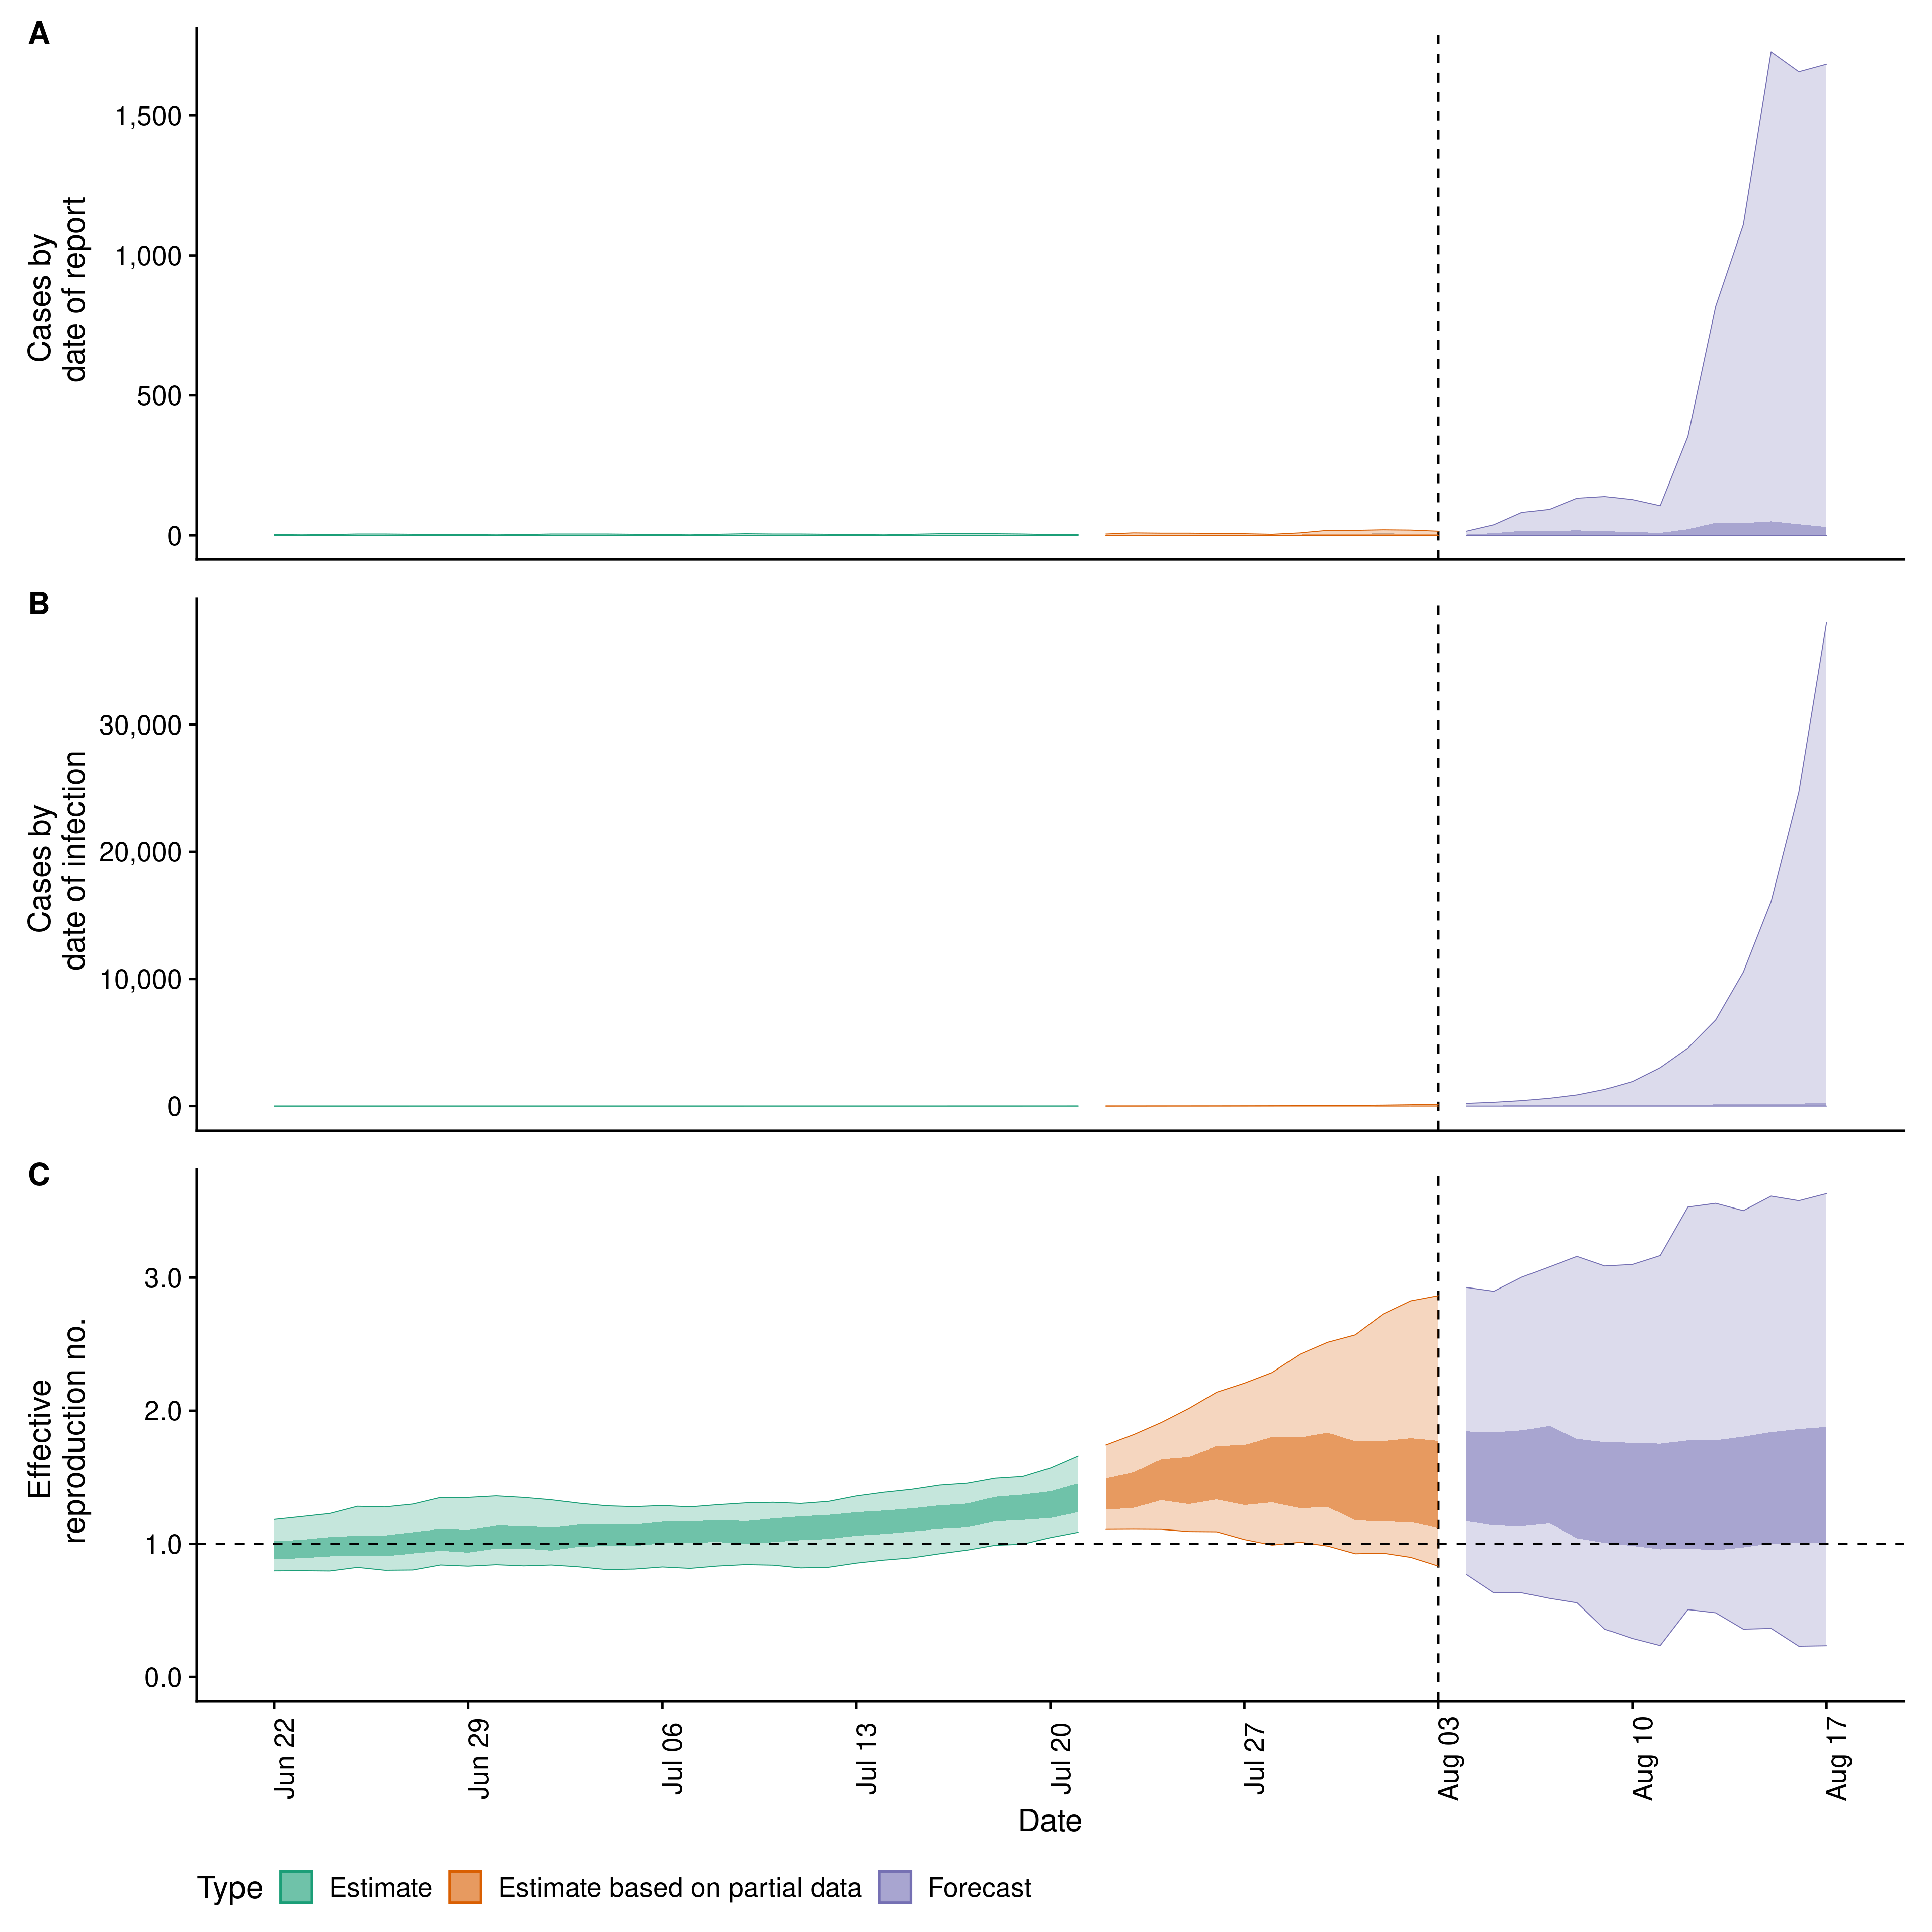 A
Cases by
date of report
1,500
1,000
500
0
B
Cases by
date of infection
30,000
20,000
10,000
0
C
Effective
reproduction no.
3.0
2.0
1.0
0.0
Jun 22
Jun 29
Jul 06
Jul 13
Jul 20
Jul 27
Aug 03
Aug 10
Aug 17
Date
Type Estimate Estimate based on partial data Forecast